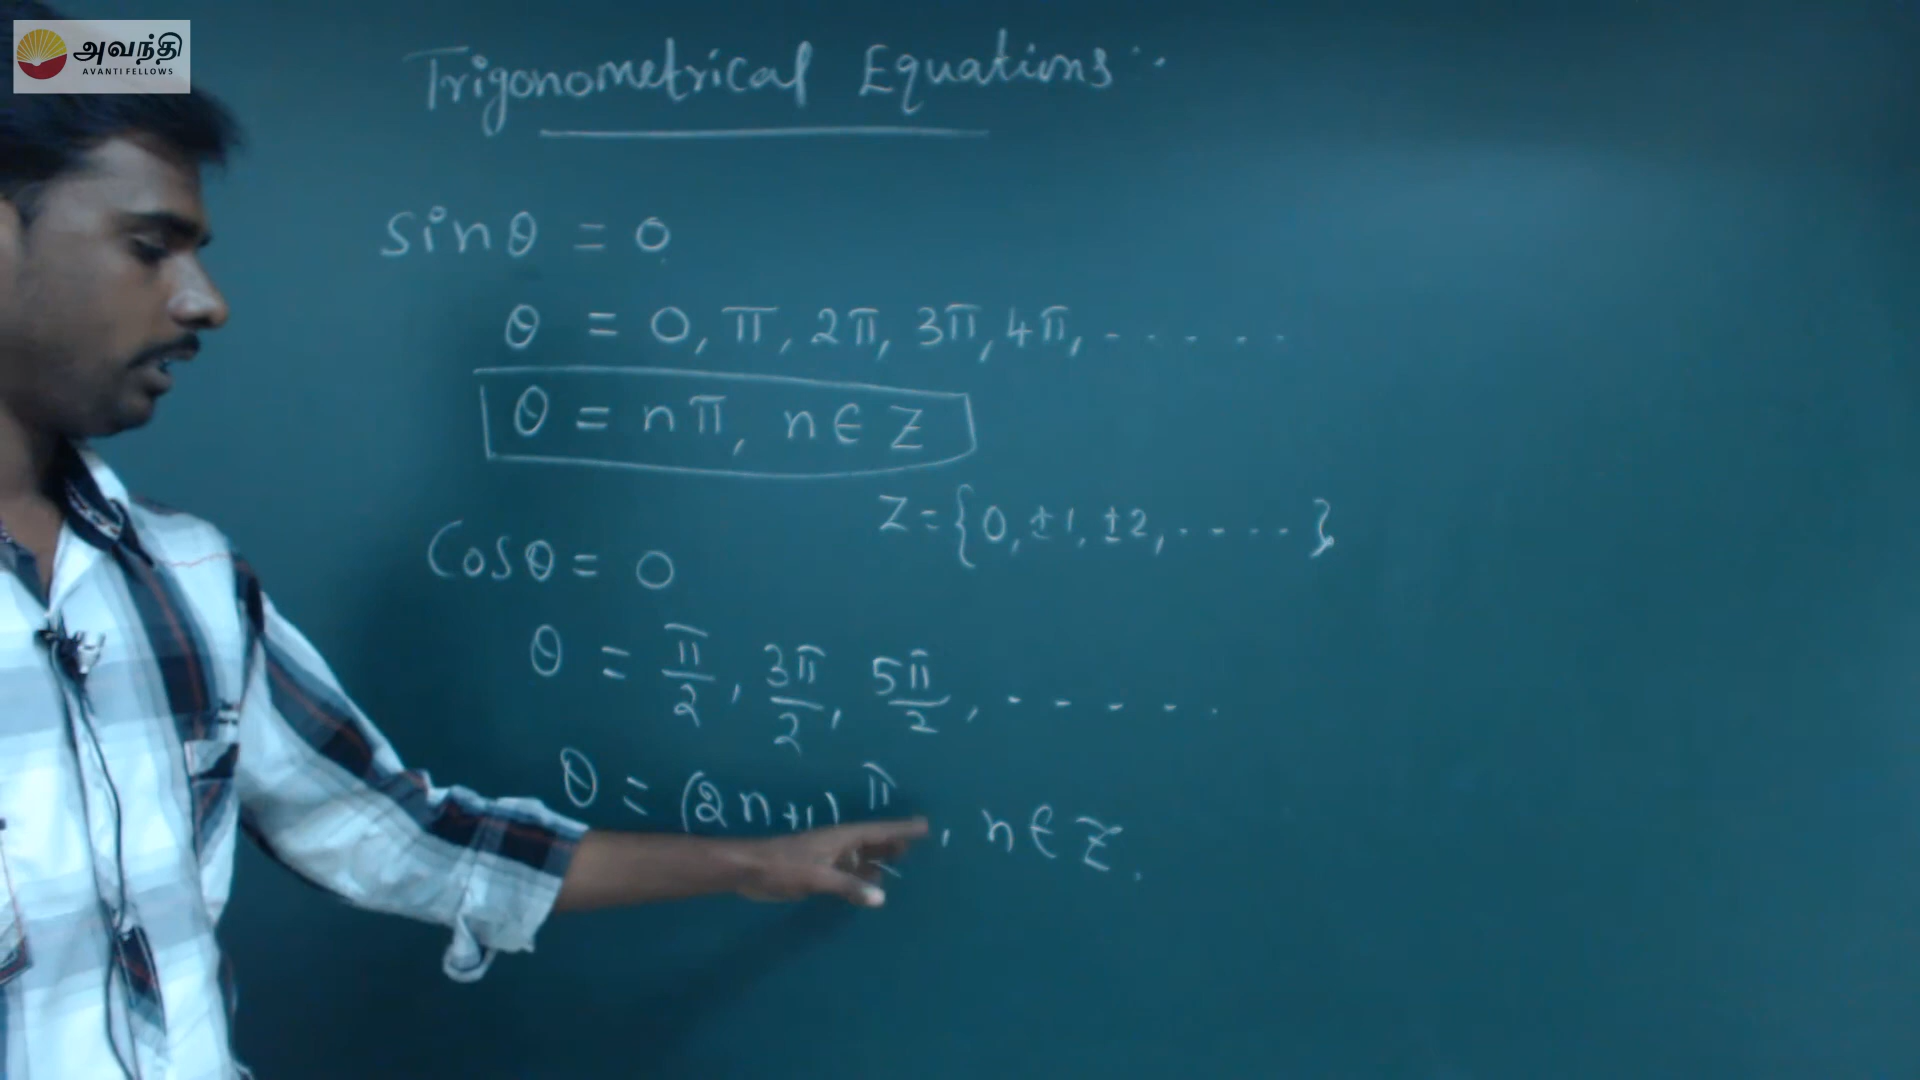 அவந்தி
AVANTI FELLOWS
Trigonometrical Equations:-
sinθ = 0
θ = 0, π, 2π, 3π, 4π, .....
θ = nπ, n∈Z
Z={0, ±1, ±2, ....}
Cosθ = 0
θ = π/2, 3π/2, 5π/2, .....
θ = (2n+1) π , n∈Z.